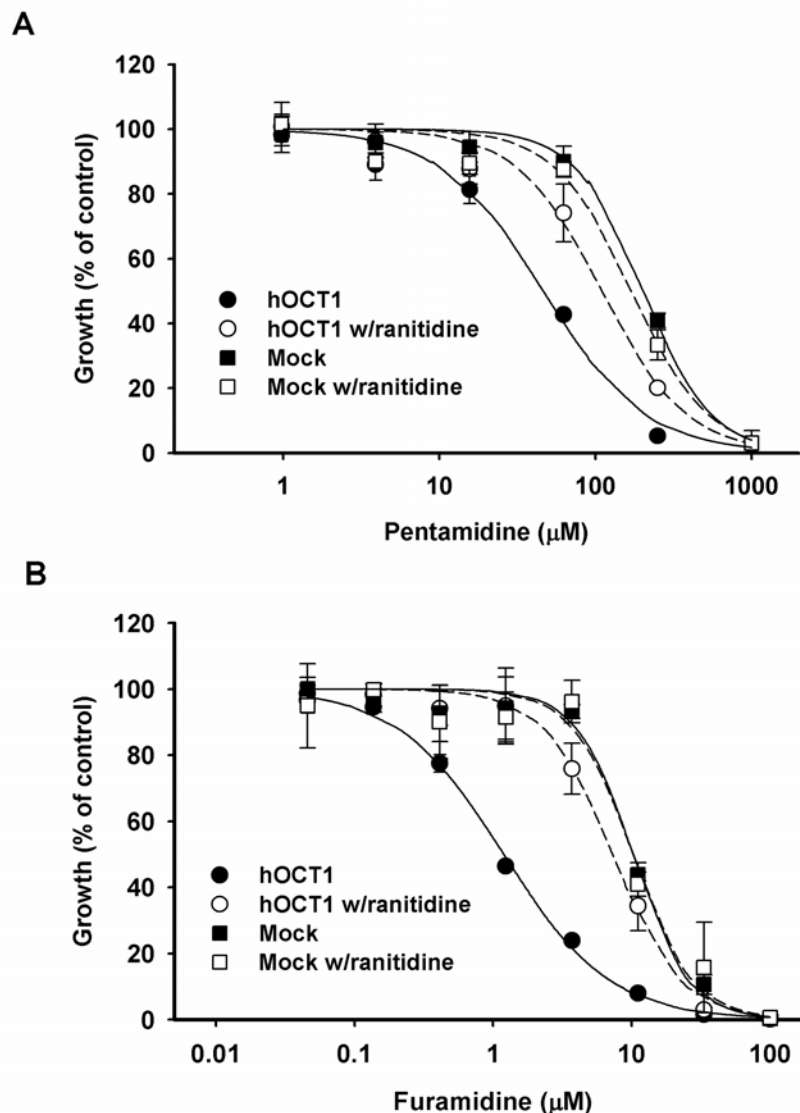 A
120
100
80
60
40
20
0
Growth (% of control)
hOCT1
hOCT1 w/ranitidine
Mock
Mock w/ranitidine
1 10 100 1000
Pentamidine (μM)
B
120
100
80
60
40
20
0
Growth (% of control)
hOCT1
hOCT1 w/ranitidine
Mock
Mock w/ranitidine
0.01 0.1 1 10 100
Furamidine (μM)